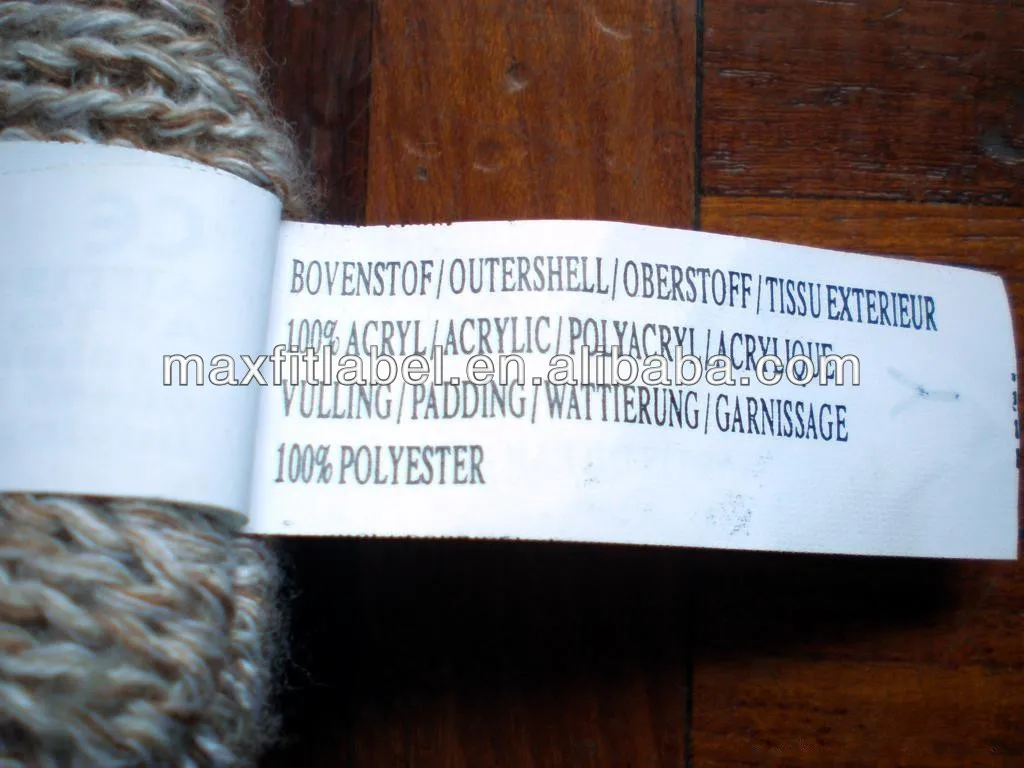 BOVENSTOF/OUTERSHELL/OBERSTOFF/TISSU EXTERIEUR
100% ACRYL/ACRYLIC/POLYACRYL/ACRYLIQUE
maxfitlabel.en.alibaba.com
VULLING/PADDING/WATTIERUNG/GARNISSAGE
100% POLYESTER